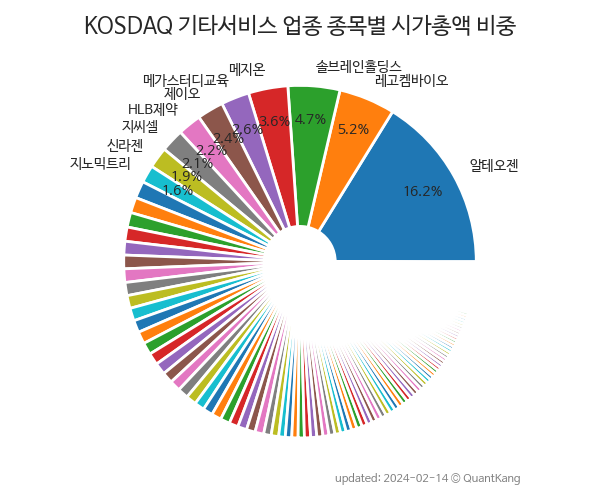 KOSDAQ 기타서비스 업종 종목별 시가총액 비중
솔브레인홀딩스
메지온
레고켐바이오
메가스터디교육
제이오
HLB제약
지씨셀
신라젠
지노믹트리
알테오젠
16.2%
5.2%
4.7%
3.6%
2.6%
2.4%
2.2%
2.1%
1.9%
1.6%
updated: 2024-02-14 © QuantKang